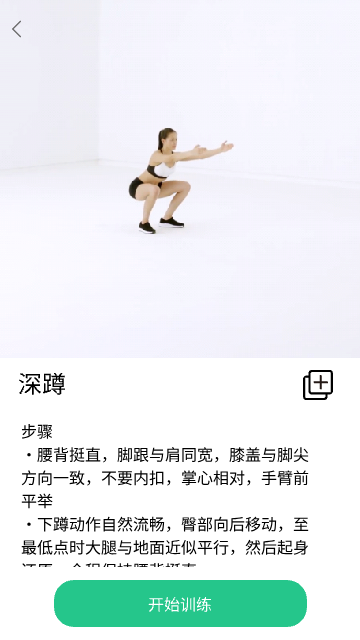 深蹲
步骤
・腰背挺直，脚跟与肩同宽，膝盖与脚尖
方向一致，不要内扣，掌心相对，手臂前
平举
・下蹲动作自然流畅，臀部向后移动，至
最低点时大腿与地面近似平行，然后起身
开始训练